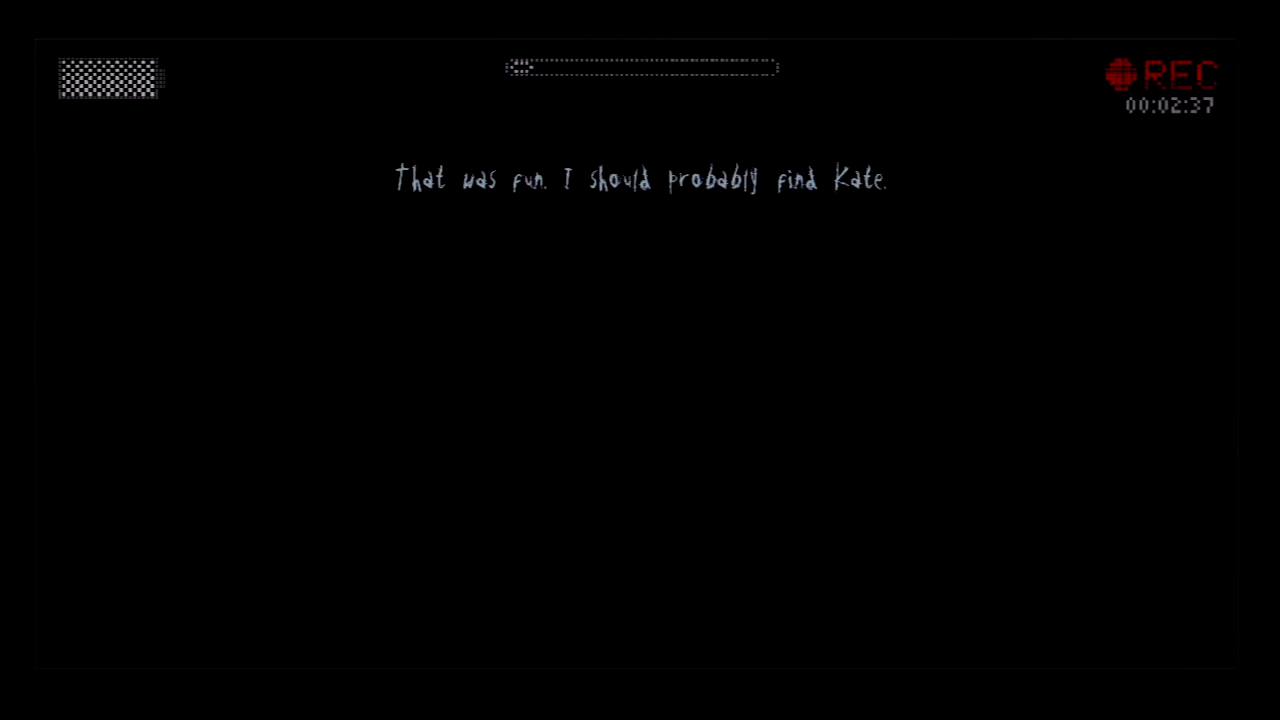 REC
00:02:37
That was fun. I should probably find Kate.